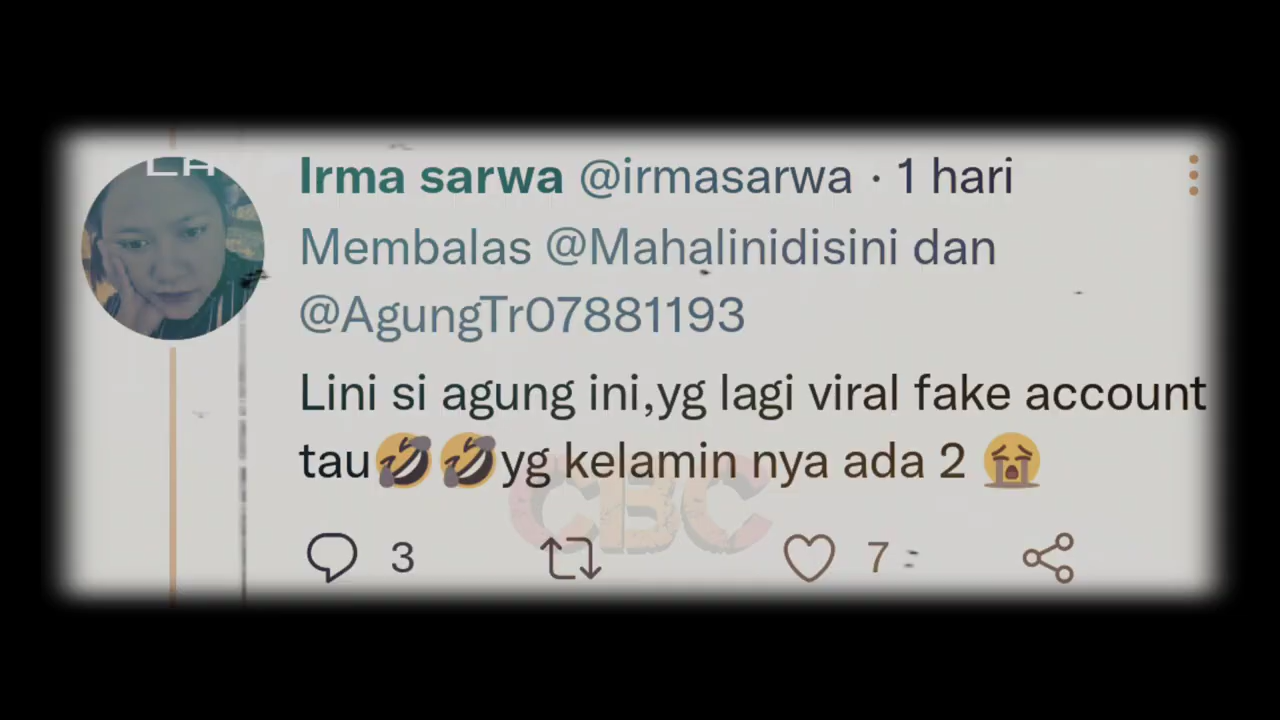 LA
Irma sarwa @irmasarwa · 1 hari
Membalas @Mahalinidisini dan
@AgungTr07881193
Lini si agung ini,yg lagi viral fake account
tau🤣🤣yg kelamin nya ada 2 😭
CBC
3 7